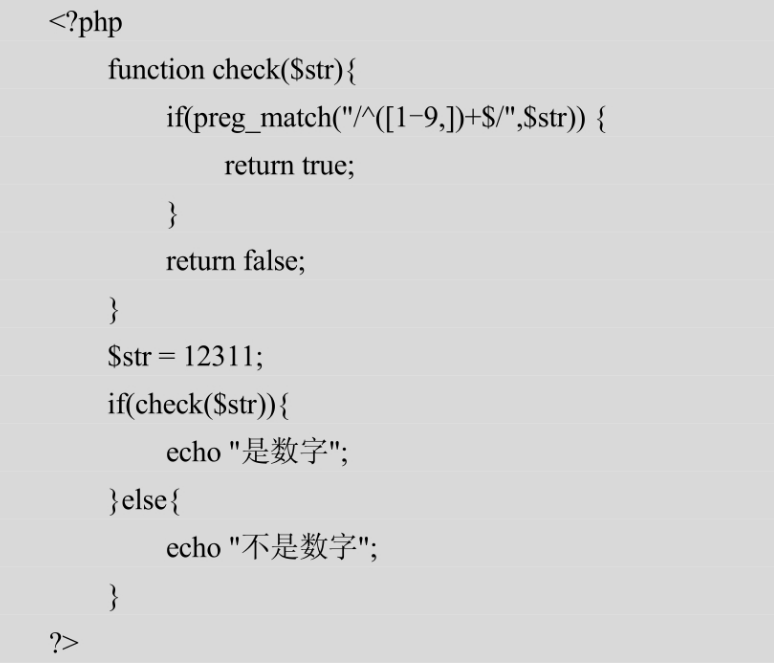 <?php
function check($str){
if(preg_match("/^([1-9,])+$/",$str)) {
return true;
}
return false;
}
$str = 12311;
if(check($str)){
echo "是数字";
}else{
echo "不是数字";
}
?>